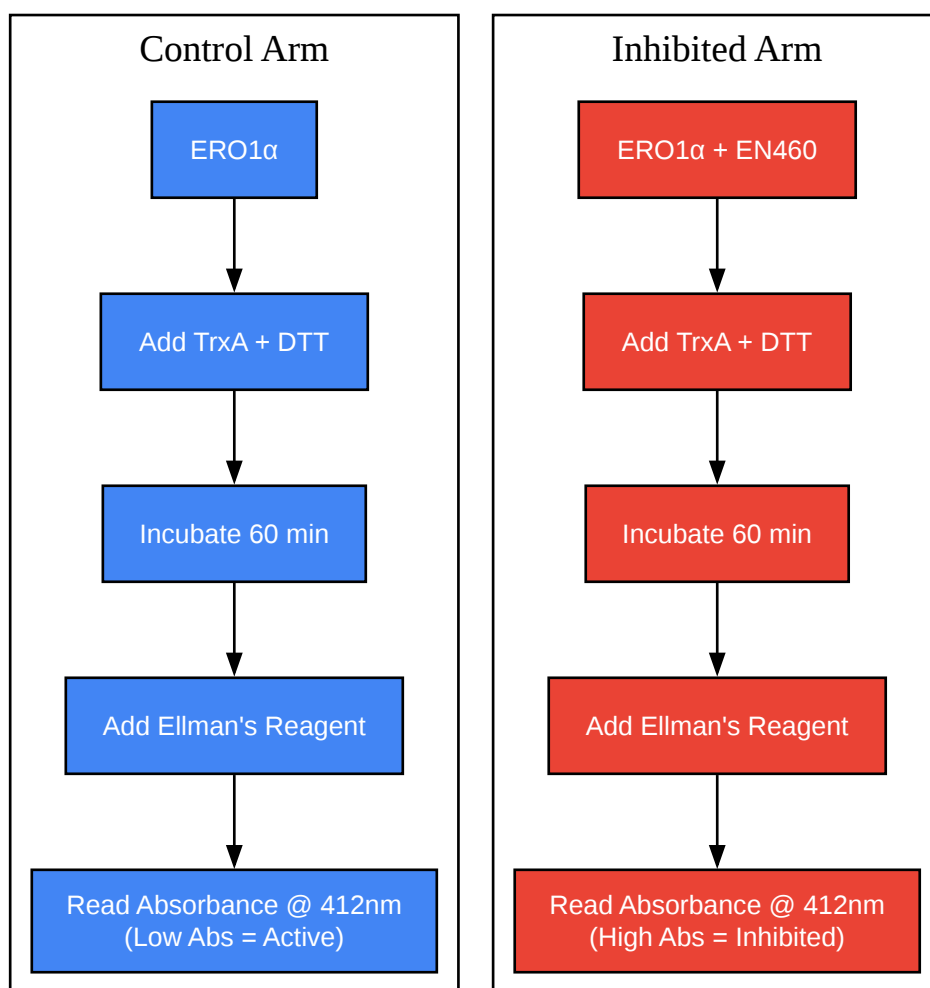 Control Arm
ERO1α
Add TrxA + DTT
Incubate 60 min
Add Ellman's Reagent
Read Absorbance @ 412nm
(Low Abs = Active)
Inhibited Arm
ERO1α + EN460
Add TrxA + DTT
Incubate 60 min
Add Ellman's Reagent
Read Absorbance @ 412nm
(High Abs = Inhibited)